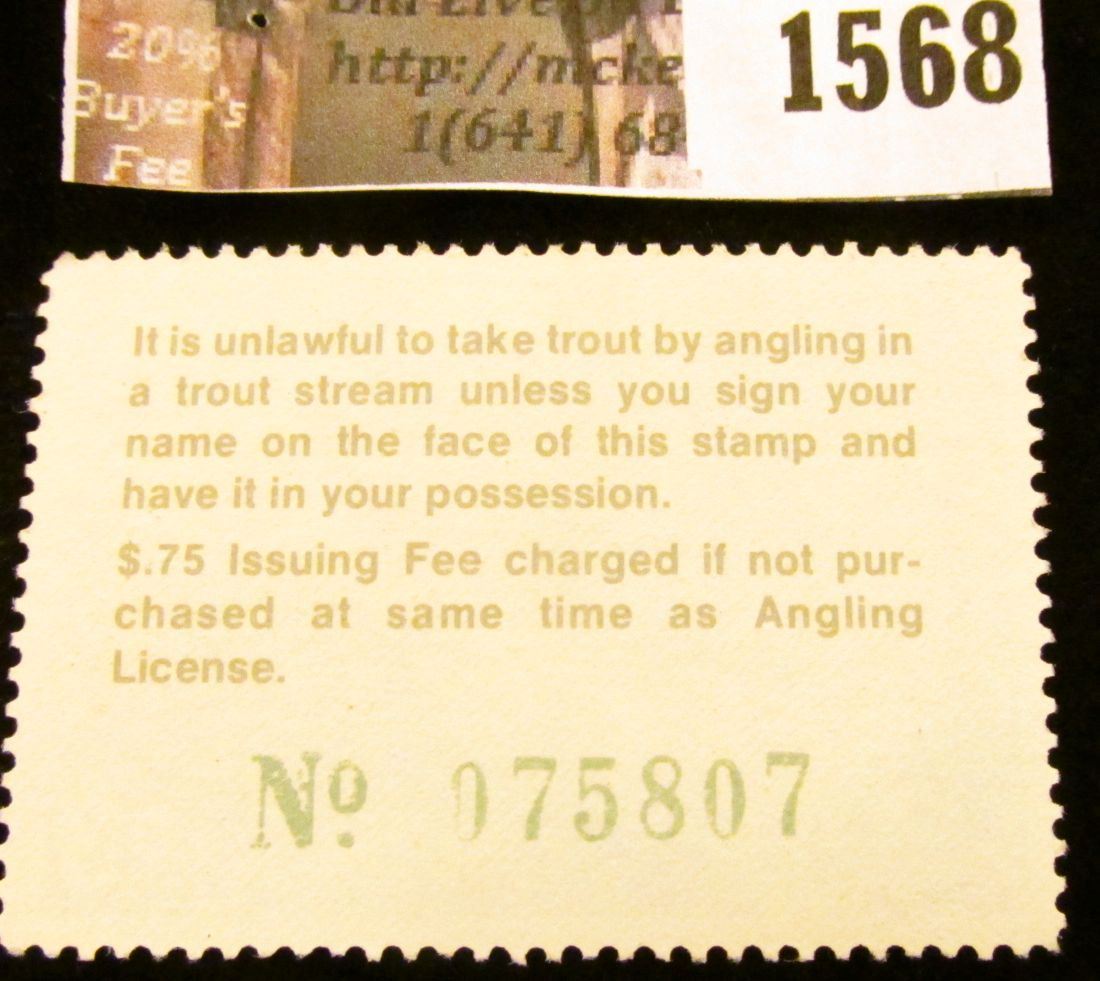 20%
http://mcke
1568
Buyer's
1(641) 68
Fee
It is unlawful to take trout by angling in
a trout stream unless you sign your
name on the face of this stamp and
have it in your possession.
$.75 Issuing Fee charged if not pur-
chased at same time as Angling
License.
No. 075807